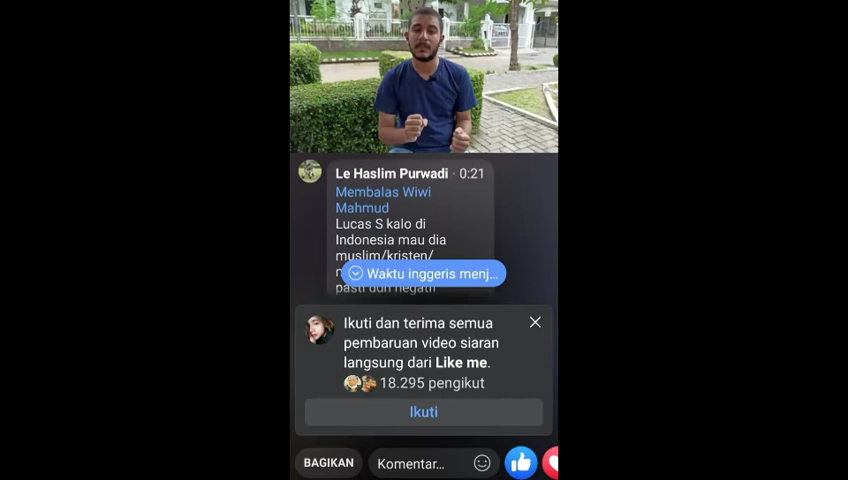 Le Haslim Purwadi · 0:21
Membalas Wiwi
Mahmud
Lucas S kalo di
Indonesia mau dia
muslim/kristen/
Waktu inggeris menj...
pasti
Ikuti dan terima semua
pembaruan video siaran
langsung dari Like me.
18.295 pengikut
Ikuti
BAGIKAN
Komentar...